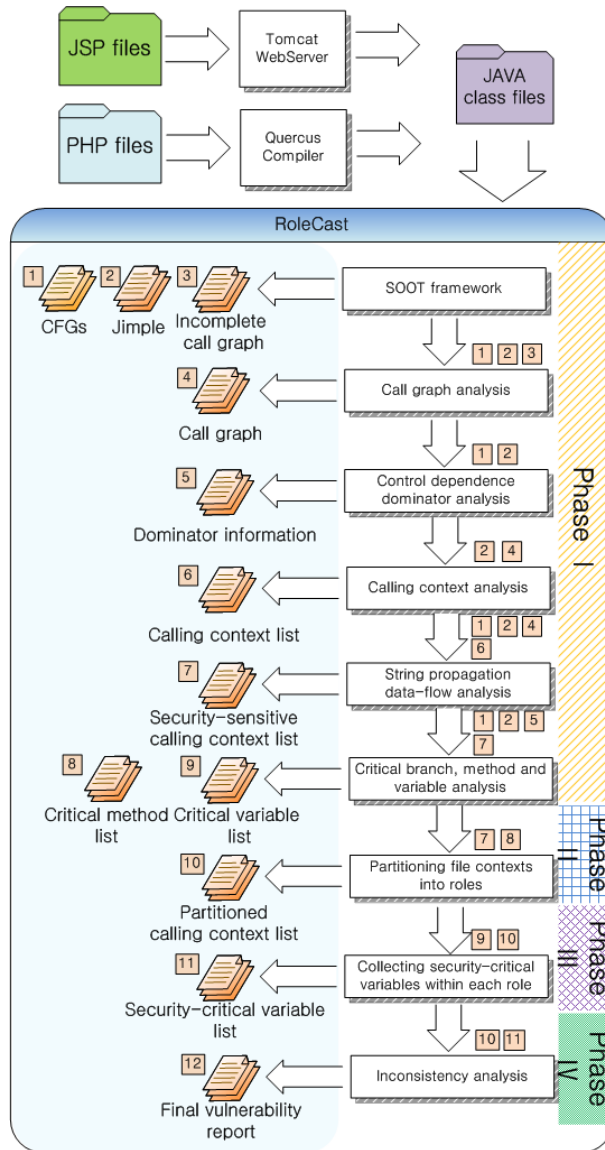 JSP files
Tomcat
WebServer
JAVA
class files
PHP files
Quercus
Compiler
RoleCast
1
2
3
CFGs
Jimple
Incomplete
call graph
SOOT framework
1 2 3
4
Call graph
Call graph analysis
1 2
5
Dominator information
Control dependence
dominator analysis
2 4
6
Calling context list
Calling context analysis
1 2 4
6
7
Security-sensitive
calling context list
String propagation
data-flow analysis
1 2 5
7
8
Critical method
list
9
Critical variable
list
Critical branch, method and
variable analysis
Phase I
7 8
10
Partitioned
calling context list
Partitioning file contexts
into roles
Phase
II
9 10
11
Security-critical variable
list
Collecting security-critical
variables within each role
Phase
III
10 11
12
Final vulnerability
report
Inconsistency analysis
Phase
IV